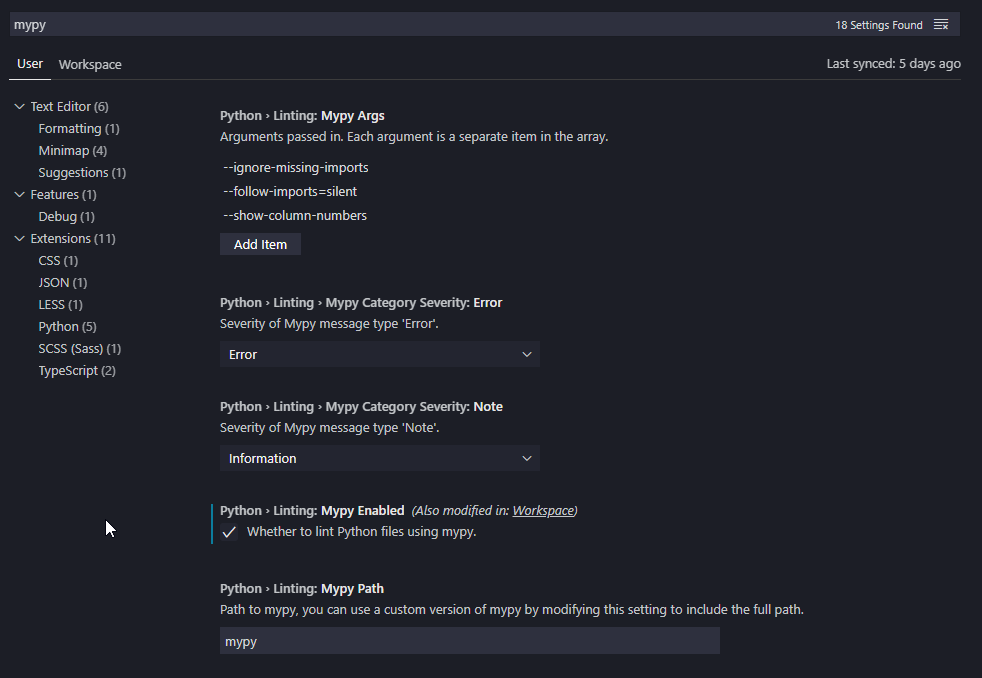 mypy
18 Settings Found
User
Workspace
Last synced: 5 days ago
Text Editor (6)
Formatting (1)
Minimap (4)
Suggestions (1)
Features (1)
Debug (1)
Extensions (11)
CSS (1)
JSON (1)
LESS (1)
Python (5)
SCSS (Sass) (1)
TypeScript (2)
Python › Linting: Mypy Args
Arguments passed in. Each argument is a separate item in the array.
--ignore-missing-imports
--follow-imports=silent
--show-column-numbers
Add Item
Python › Linting › Mypy Category Severity: Error
Severity of Mypy message type 'Error'.
Error
Python › Linting › Mypy Category Severity: Note
Severity of Mypy message type 'Note'.
Information
Python › Linting: Mypy Enabled (Also modified in: Workspace)
Whether to lint Python files using mypy.
Python › Linting: Mypy Path
Path to mypy, you can use a custom version of mypy by modifying this setting to include the full path.
mypy